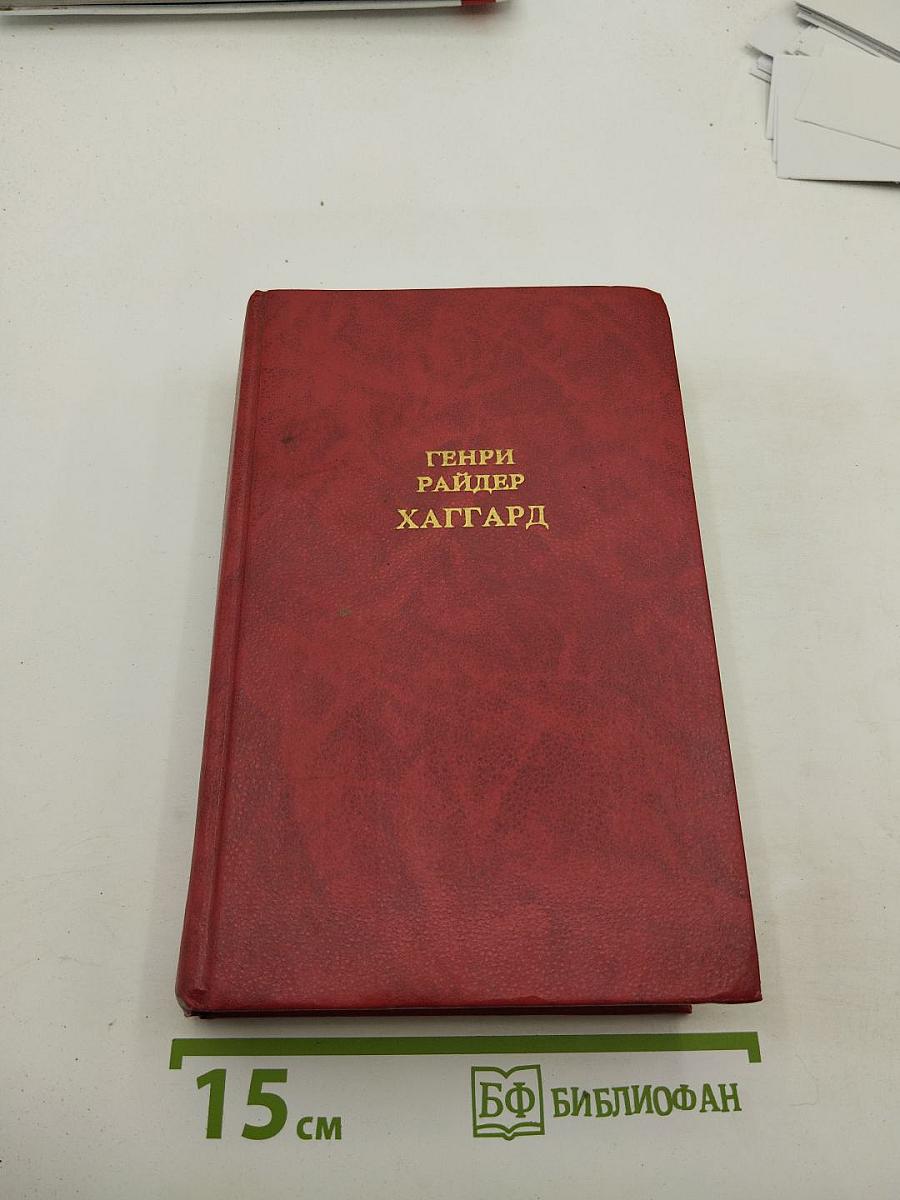 ГЕНРИ
РАЙДЕР
ХАГГАРД
15 см
БФ БИБЛИОФАН